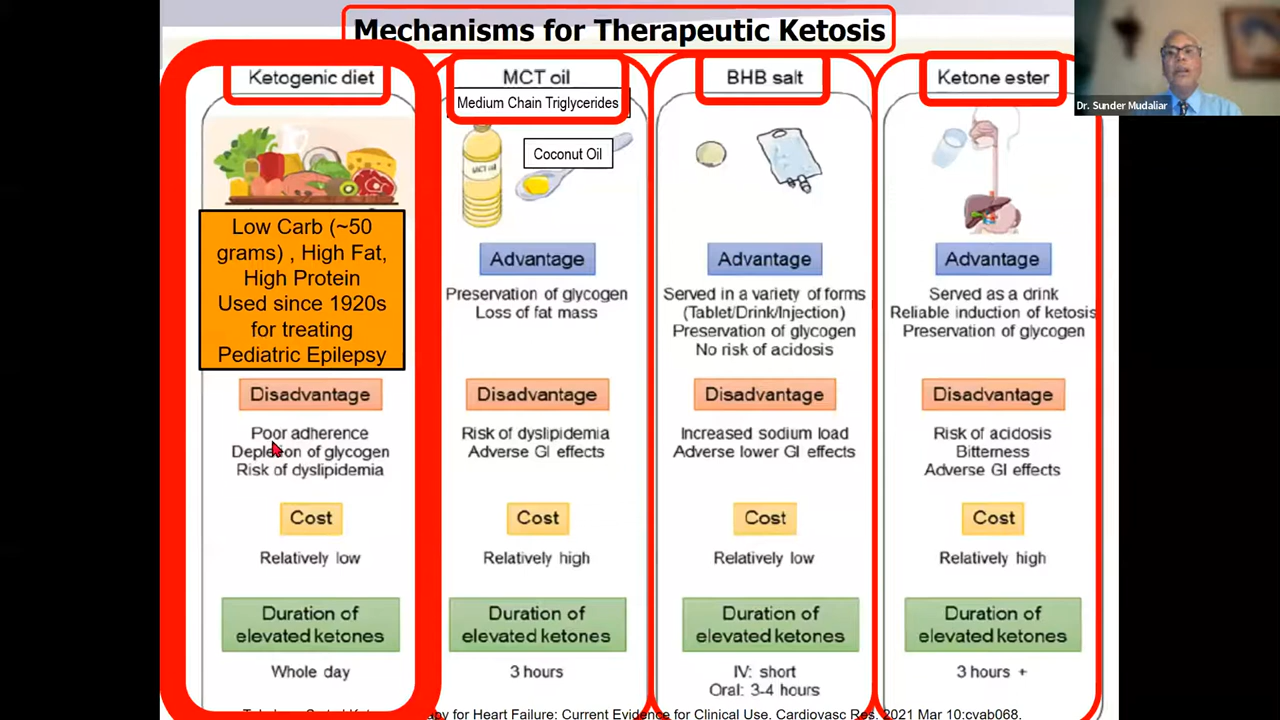 Mechanisms for Therapeutic Ketosis
Dr. Sunder Mudaliar
Ketogenic diet
Low Carb (~50
grams) , High Fat,
High Protein
Used since 1920s
for treating
Pediatric Epilepsy
Disadvantage
Poor adherence
Depletion of glycogen
Risk of dyslipidemia
Cost
Relatively low
Duration of
elevated ketones
Whole day
MCT oil
Medium Chain Triglycerides
Coconut Oil
MCT oil
Advantage
Preservation of glycogen
Loss of fat mass
Disadvantage
Risk of dyslipidemia
Adverse GI effects
Cost
Relatively high
Duration of
elevated ketones
3 hours
BHB salt
Advantage
Served in a variety of forms
(Tablet/Drink/Injection)
Preservation of glycogen
No risk of acidosis
Disadvantage
Increased sodium load
Adverse lower GI effects
Cost
Relatively low
Duration of
elevated ketones
IV: short
Oral: 3-4 hours
Ketone ester
Advantage
Served as a drink
Reliable induction of ketosis
Preservation of glycogen
Disadvantage
Risk of acidosis
Bitterness
Adverse GI effects
Cost
Relatively high
Duration of
elevated ketones
3 hours +
for Heart Failure: Current Evidence for Clinical Use. Cardiovasc Res. 2021 Mar 10:cvab068.